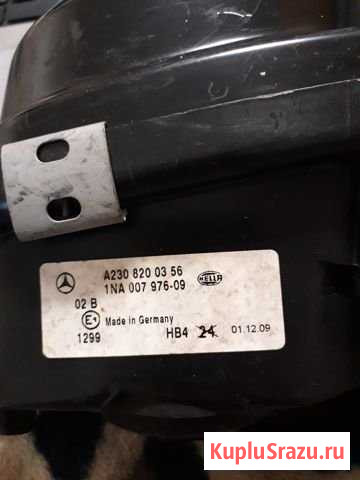 A230 820 03 56
1NA 007 976-09
HELLA
02 B
E1 Made in Germany
1299
HB4 24 01.12.09
KupluSrazu.ru